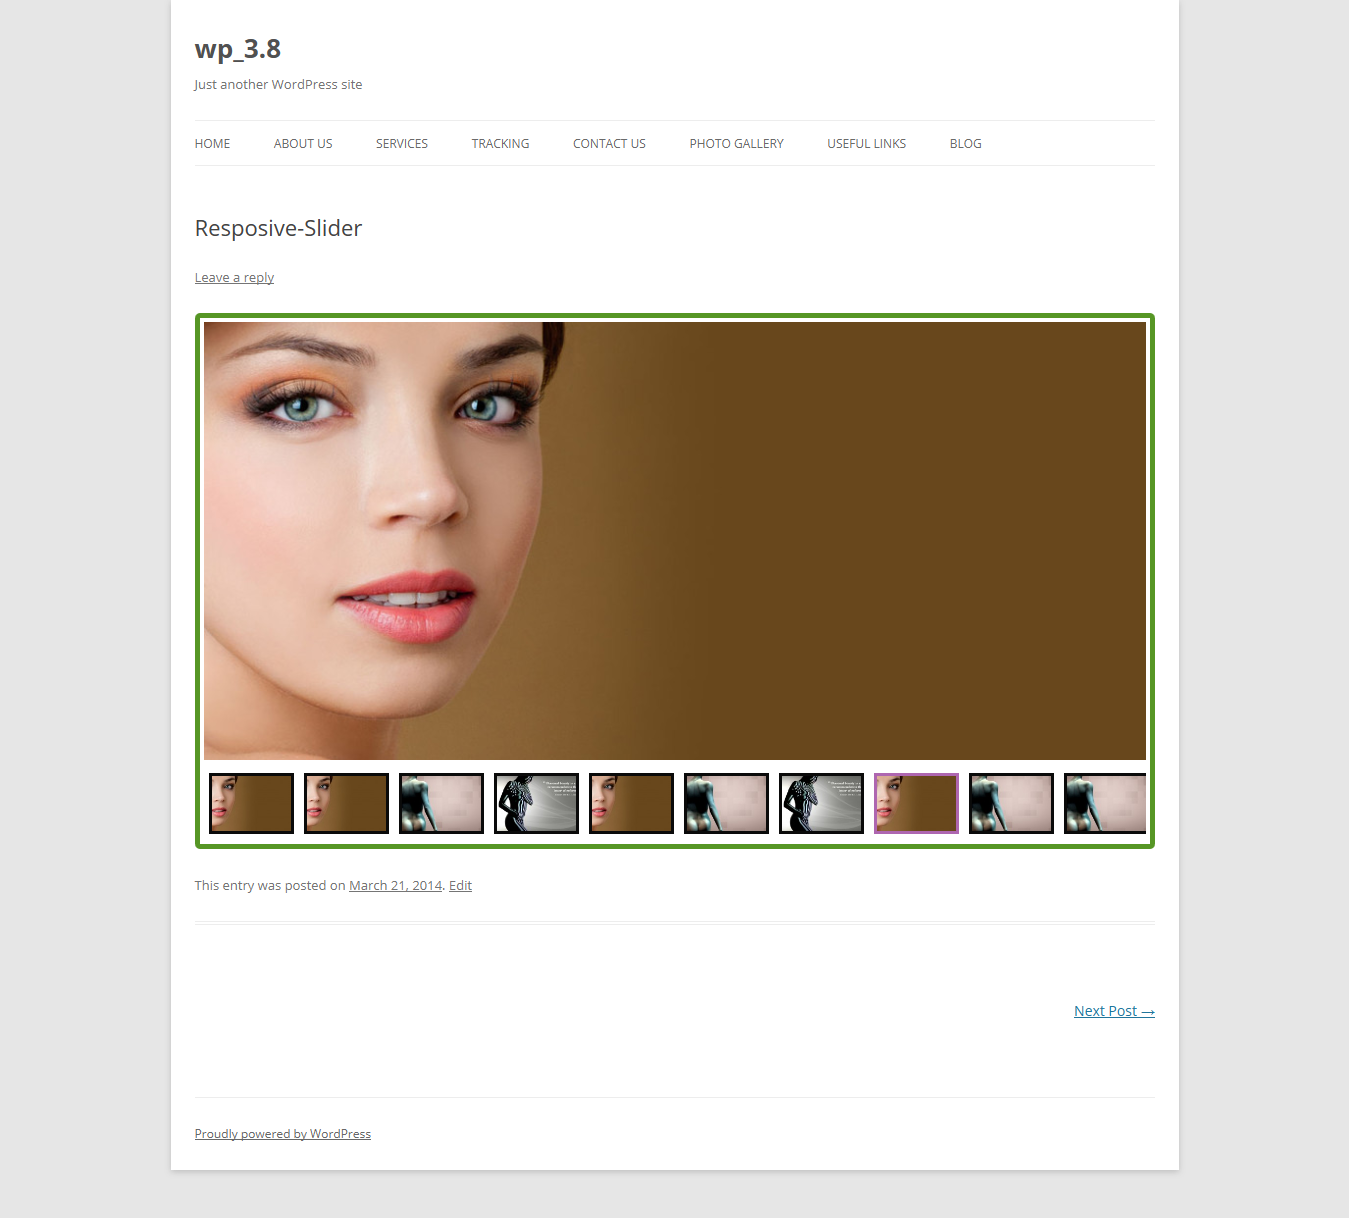 wp_3.8
Just another WordPress site
HOME ABOUT US SERVICES TRACKING CONTACT US PHOTO GALLERY USEFUL LINKS BLOG
Resposive-Slider
Leave a reply
This entry was posted on March 21, 2014. Edit
Next Post →
Proudly powered by WordPress